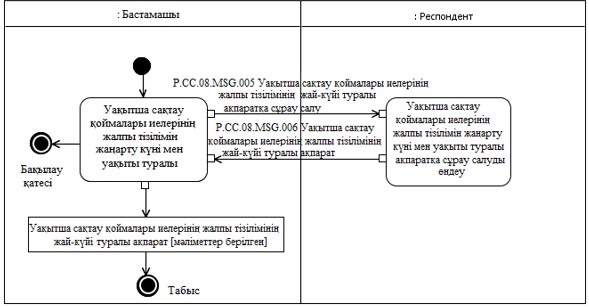 : Бастамашы
: Респондент
P.CC.08.MSG.005 Уақытша сақтау қоймалары иелерінің
жалпы тізілімінің жай-күйі туралы
ақпаратқа сұрау салу
Уақытша сақтау
қоймалары иелерінің
жалпы тізілімін
жаңарту күні мен
уақыты туралы
P.CC.08.MSG.006 Уақытша сақтау
қоймалары иелерінің жалпы тізілімінің
жай-күйі туралы ақпарат
Уақытша сақтау
қоймалары иелерінің
жалпы тізілімін жаңарту
күні мен уақыты туралы
ақпаратқа сұрау салуды
өңдеу
Бақылау
қатесі
Уақытша сақтау қоймалары иелерінің жалпы тізілімінің
жай-күйі туралы ақпарат [мәліметтер берілген]
Табыс